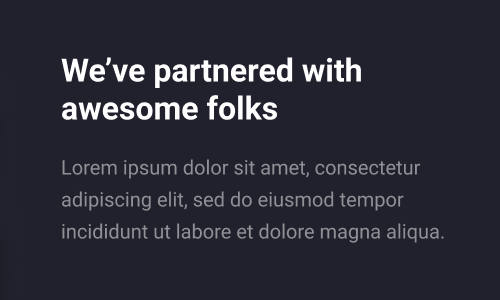 We’ve partnered with
awesome folks
Lorem ipsum dolor sit amet, consectetur
adipiscing elit, sed do eiusmod tempor
incididunt ut labore et dolore magna aliqua.